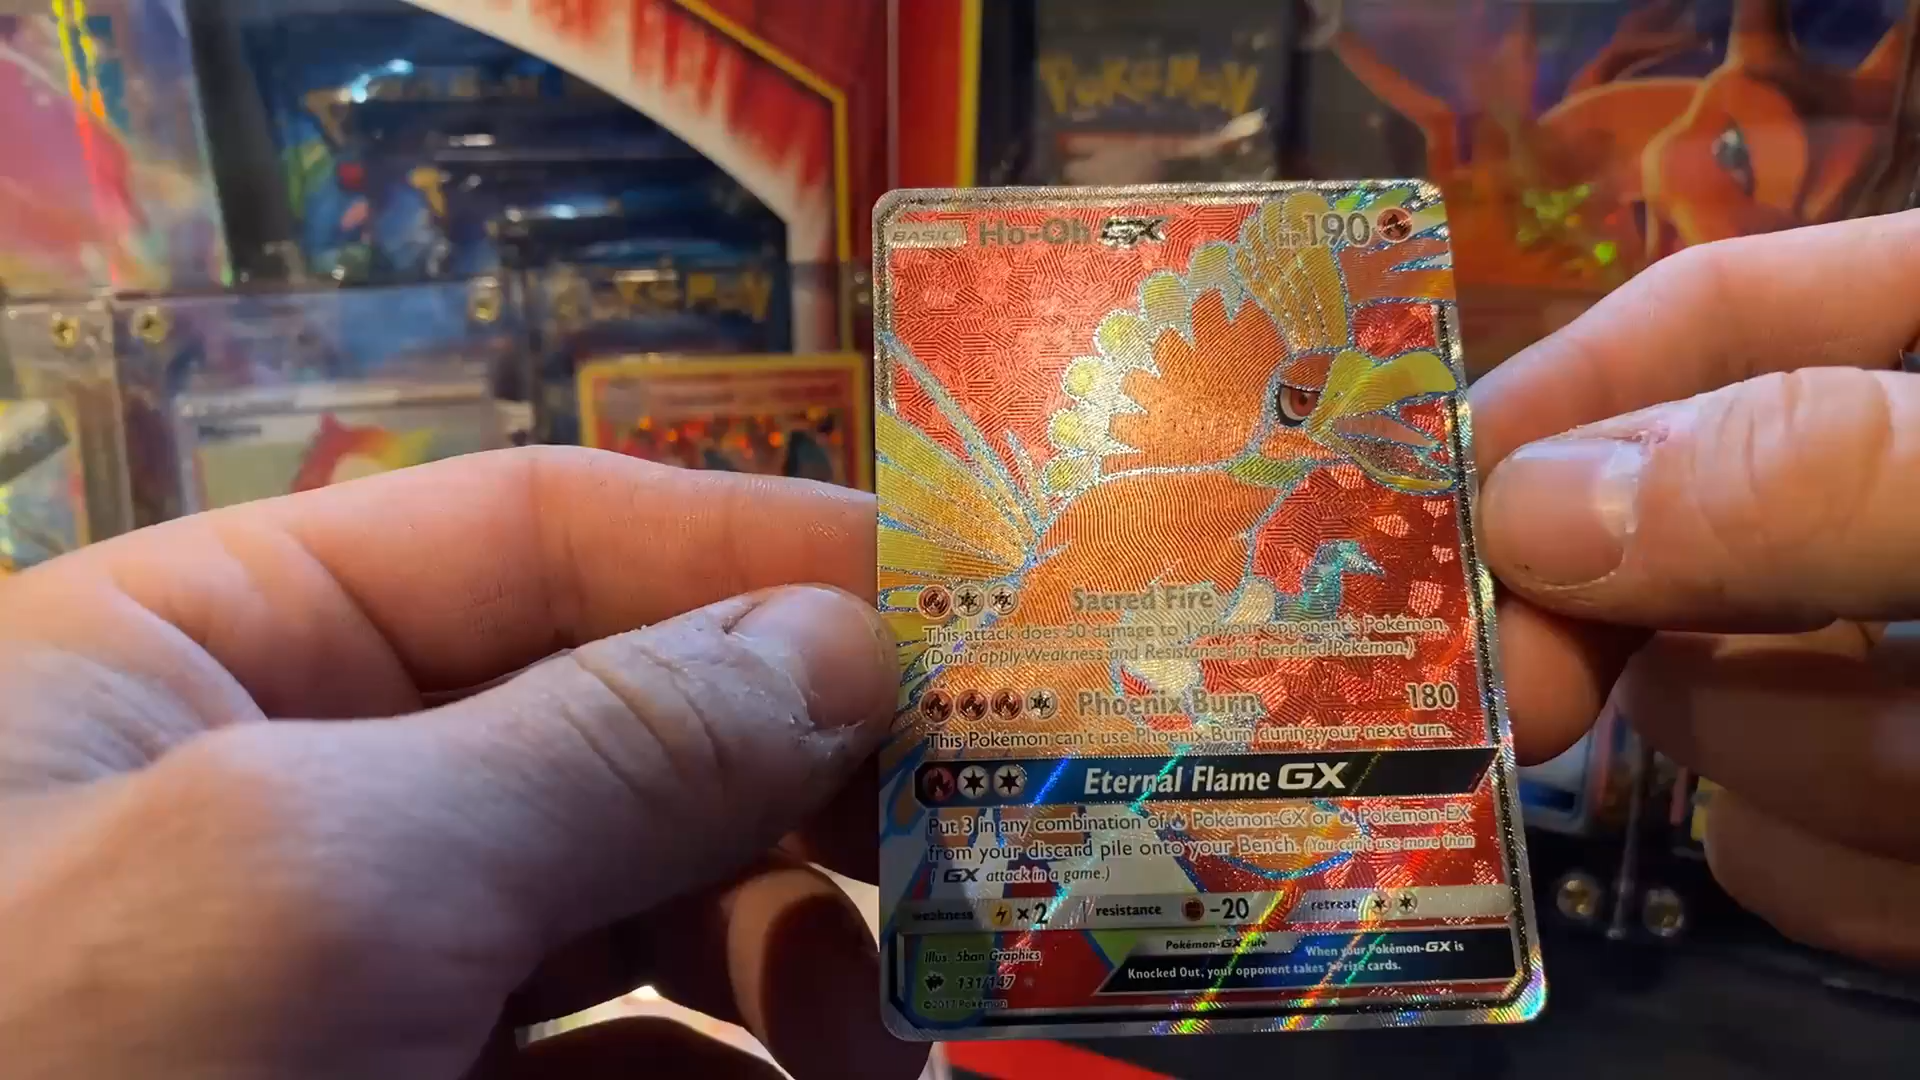 POKéMON
POKéMON
BASIC Ho-Oh GX HP 190
Sacred Fire
This attack does 50 damage to 1 of your opponent's Pokémon.
(Don't apply Weakness and Resistance for Benched Pokémon.)
Phoenix Burn 180
This Pokémon can't use Phoenix Burn during your next turn.
Eternal Flame GX
Put 3 in any combination of Pokémon-GX or Pokémon-EX
from your discard pile onto your Bench. (You can't use more than
1 GX attack in a game.)
weakness ×2 resistance -20 retreat
Illus. 5ban Graphics
Pokémon-GX rule When your Pokémon-GX is
Knocked Out, your opponent takes 2 Prize cards.
131/147
©2017 Pokémon